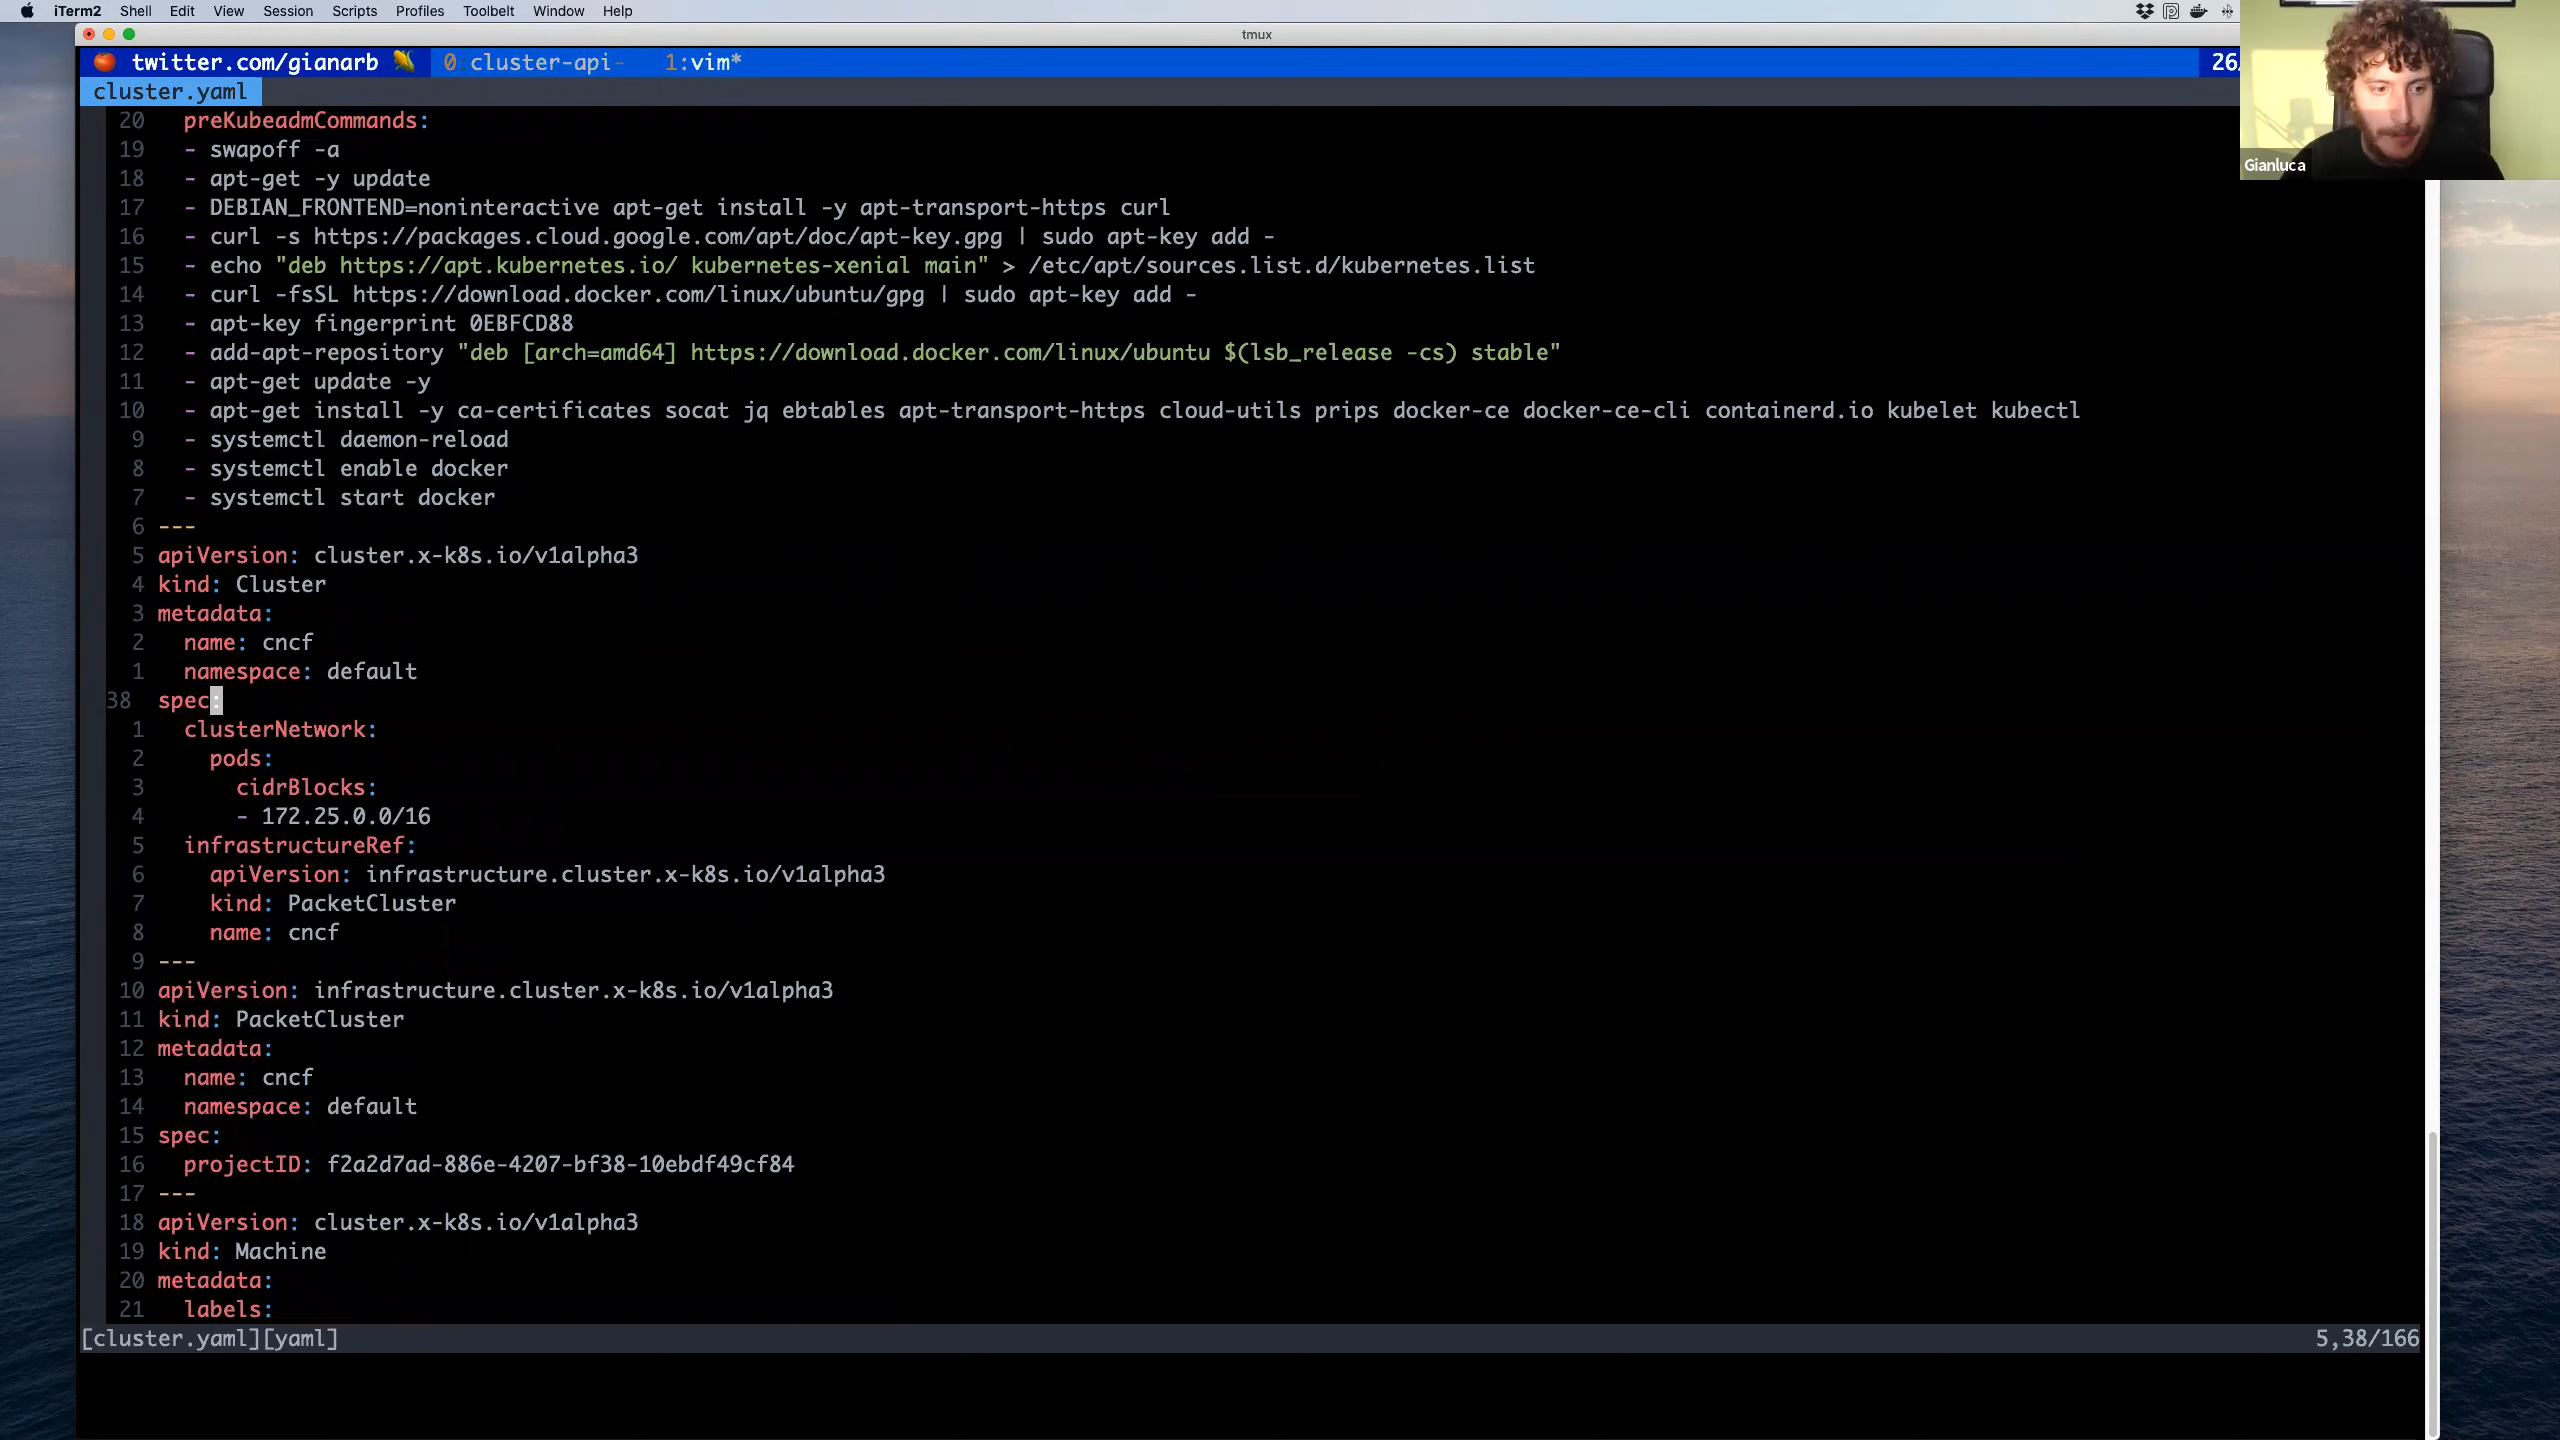 iTerm2 Shell Edit View Session Scripts Profiles Toolbelt Window Help
tmux
twitter.com/gianarb 0 cluster-api- 1:vim* 26/
cluster.yaml
Gianluca
20 preKubeadmCommands:
19 - swapoff -a
18 - apt-get -y update
17 - DEBIAN_FRONTEND=noninteractive apt-get install -y apt-transport-https curl
16 - curl -s https://packages.cloud.google.com/apt/doc/apt-key.gpg | sudo apt-key add -
15 - echo "deb https://apt.kubernetes.io/ kubernetes-xenial main" > /etc/apt/sources.list.d/kubernetes.list
14 - curl -fsSL https://download.docker.com/linux/ubuntu/gpg | sudo apt-key add -
13 - apt-key fingerprint 0EBFCD88
12 - add-apt-repository "deb [arch=amd64] https://download.docker.com/linux/ubuntu $(lsb_release -cs) stable"
11 - apt-get update -y
10 - apt-get install -y ca-certificates socat jq ebtables apt-transport-https cloud-utils prips docker-ce docker-ce-cli containerd.io kubelet kubectl
9 - systemctl daemon-reload
8 - systemctl enable docker
7 - systemctl start docker
6 ---
5 apiVersion: cluster.x-k8s.io/v1alpha3
4 kind: Cluster
3 metadata:
2 name: cncf
1 namespace: default
38 spec:
1 clusterNetwork:
2 pods:
3 cidrBlocks:
4 - 172.25.0.0/16
5 infrastructureRef:
6 apiVersion: infrastructure.cluster.x-k8s.io/v1alpha3
7 kind: PacketCluster
8 name: cncf
9 ---
10 apiVersion: infrastructure.cluster.x-k8s.io/v1alpha3
11 kind: PacketCluster
12 metadata:
13 name: cncf
14 namespace: default
15 spec:
16 projectID: f2a2d7ad-886e-4207-bf38-10ebdf49cf84
17 ---
18 apiVersion: cluster.x-k8s.io/v1alpha3
19 kind: Machine
20 metadata:
21 labels:
[cluster.yaml][yaml] 5,38/166